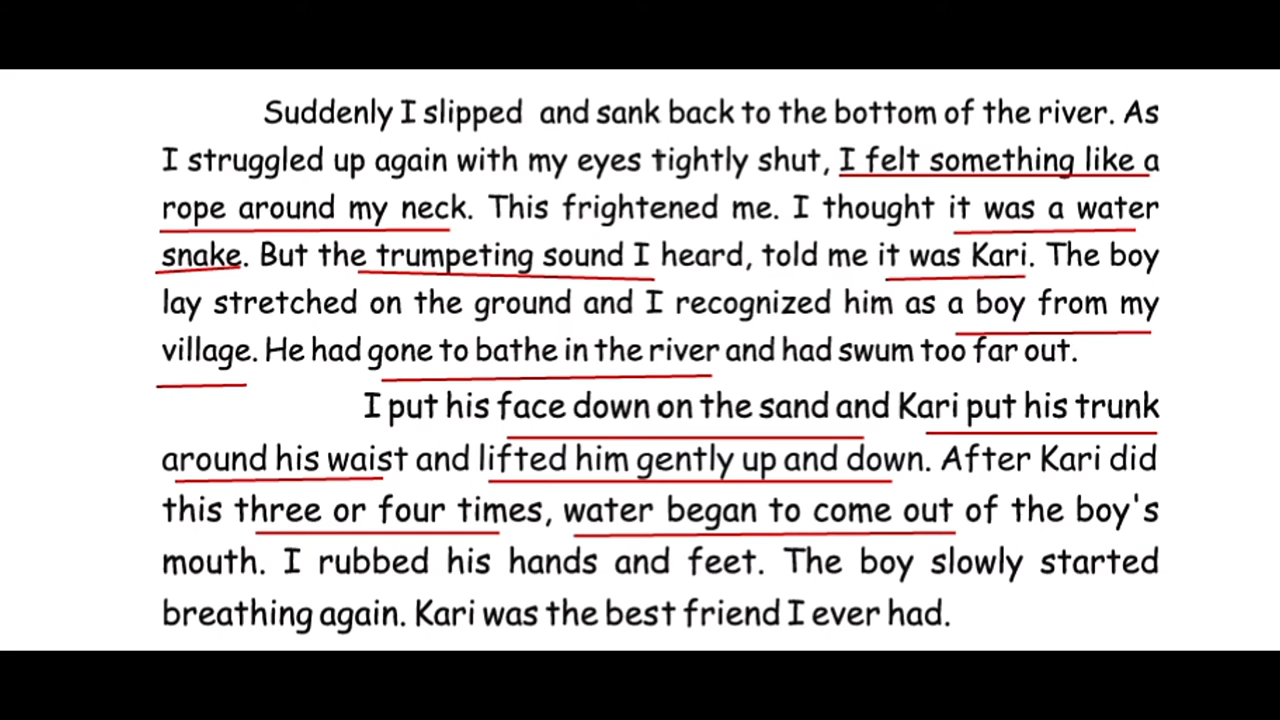 Suddenly I slipped and sank back to the bottom of the river. As
I struggled up again with my eyes tightly shut, I felt something like a
rope around my neck. This frightened me. I thought it was a water
snake. But the trumpeting sound I heard, told me it was Kari. The boy
lay stretched on the ground and I recognized him as a boy from my
village. He had gone to bathe in the river and had swum too far out.
I put his face down on the sand and Kari put his trunk
around his waist and lifted him gently up and down. After Kari did
this three or four times, water began to come out of the boy's
mouth. I rubbed his hands and feet. The boy slowly started
breathing again. Kari was the best friend I ever had.